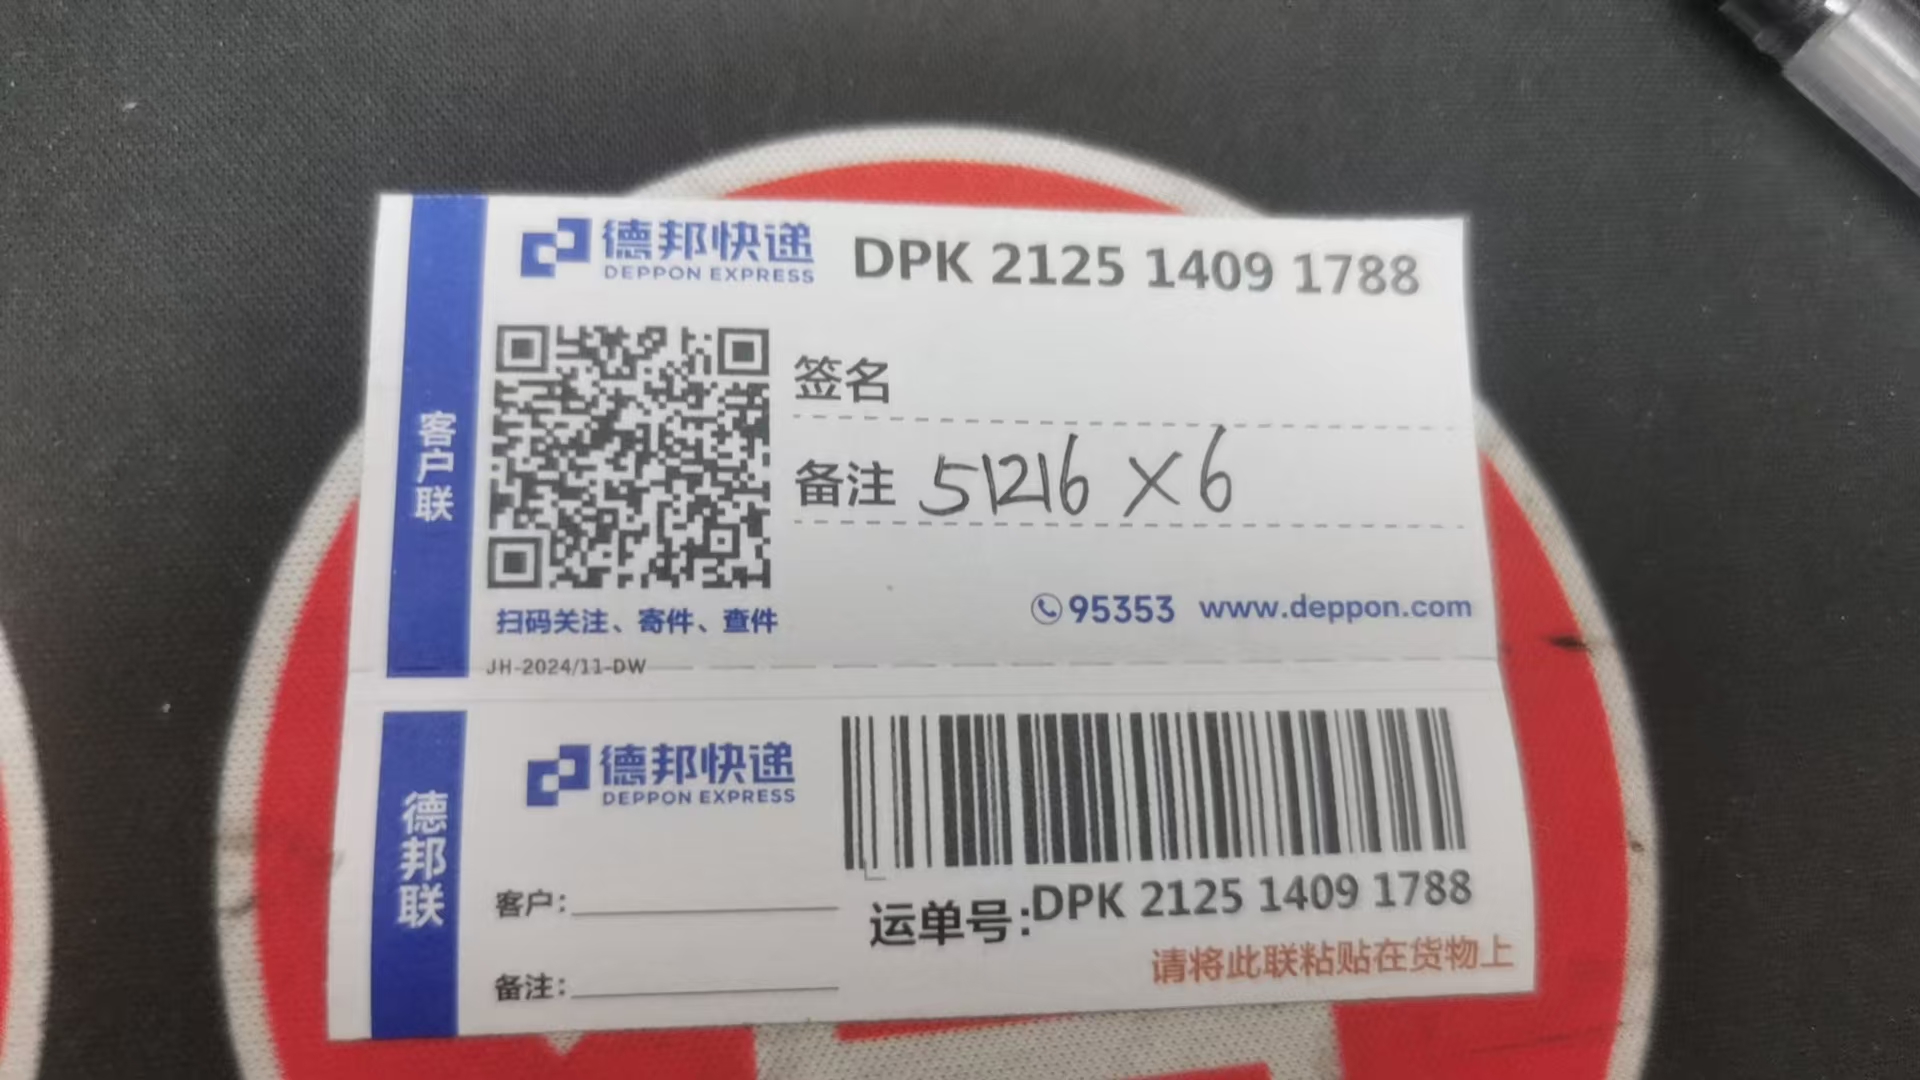 德邦快递 DPK 2125 1409 1788
DEPPON EXPRESS
客户联
签名
备注 51216 × 6
扫码关注、寄件、查件
95353 www.deppon.com
JH-2024/11-DW
德邦联
德邦快递
DEPPON EXPRESS
客户:
备注:
运单号:DPK 2125 1409 1788
请将此联粘贴在货物上